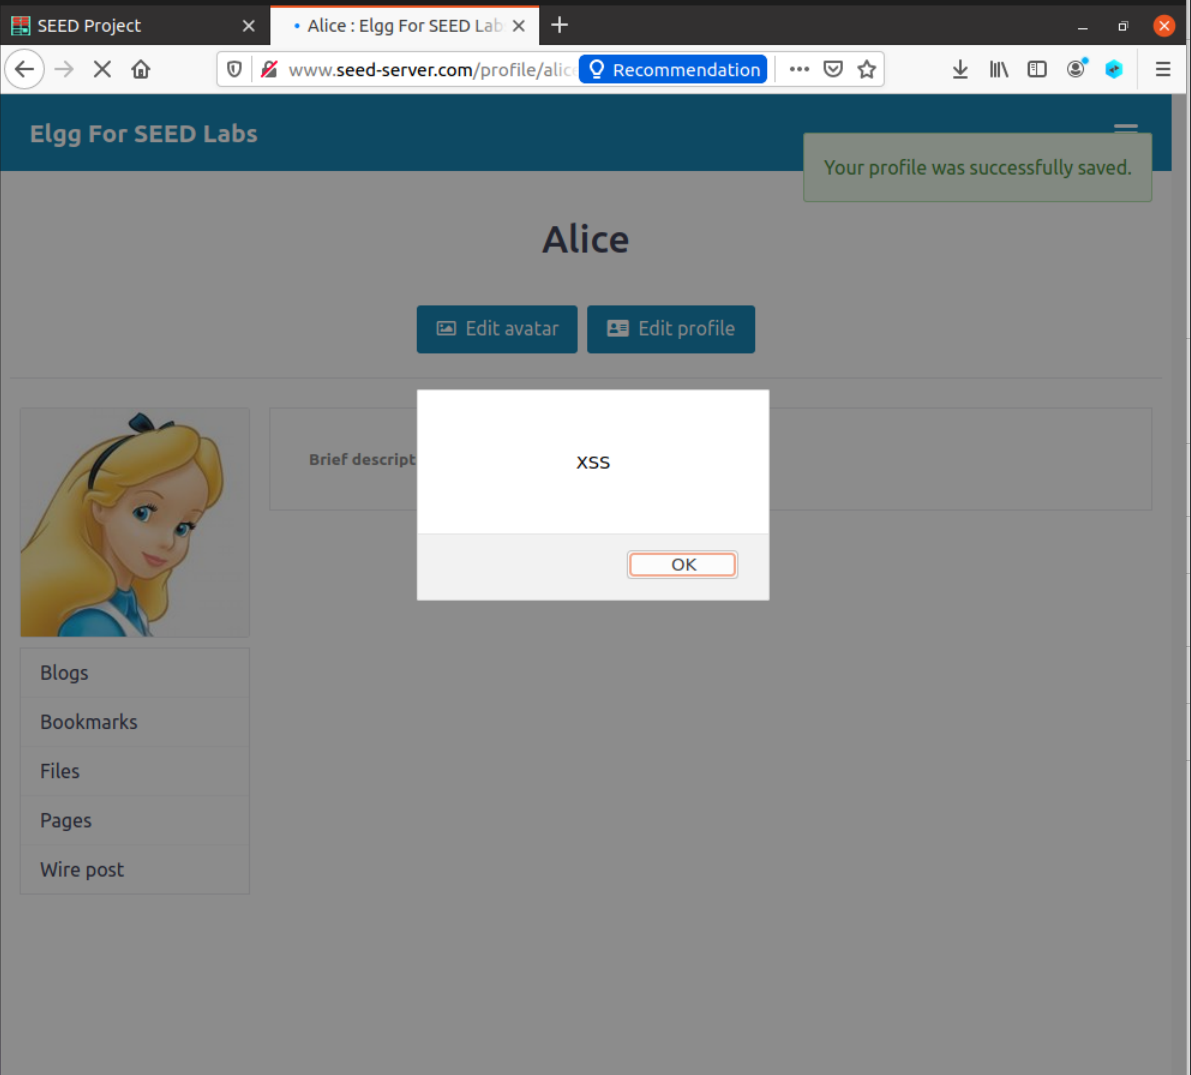 SEED Project
Alice : Elgg For SEED Lab
www.seed-server.com/profile/alic
Recommendation
Elgg For SEED Labs
Your profile was successfully saved.
Alice
Edit avatar
Edit profile
Brief descript
XSS
OK
Blogs
Bookmarks
Files
Pages
Wire post